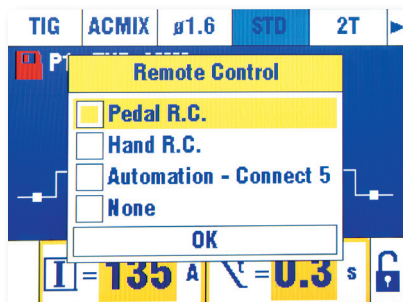 TIG ACMIX ø1.6 STD 2T
Remote Control
Pedal R.C.
Hand R.C.
Automation - Connect 5
None
OK
I = 135 A t = 0.3 s